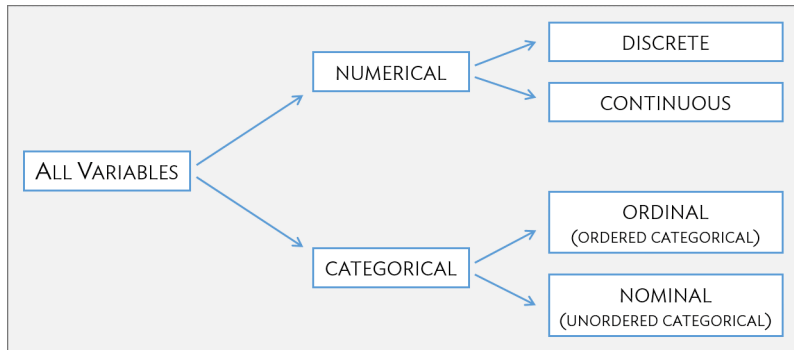 ALL VARIABLES
NUMERICAL
DISCRETE
CONTINUOUS
CATEGORICAL
ORDINAL
(ORDERED CATEGORICAL)
NOMINAL
(UNORDERED CATEGORICAL)